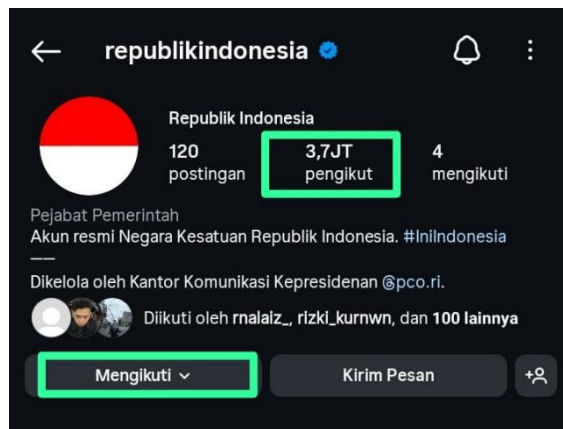 republikindonesia
Republik Indonesia
120 3,7JT 4
postingan pengikut mengikuti
Pejabat Pemerintah
Akun resmi Negara Kesatuan Republik Indonesia. #IniIndonesia
——
Dikelola oleh Kantor Komunikasi Kepresidenan @pco.ri.
Diikuti oleh rnalaiz_, rizki_kurnwn, dan 100 lainnya
Mengikuti Kirim Pesan